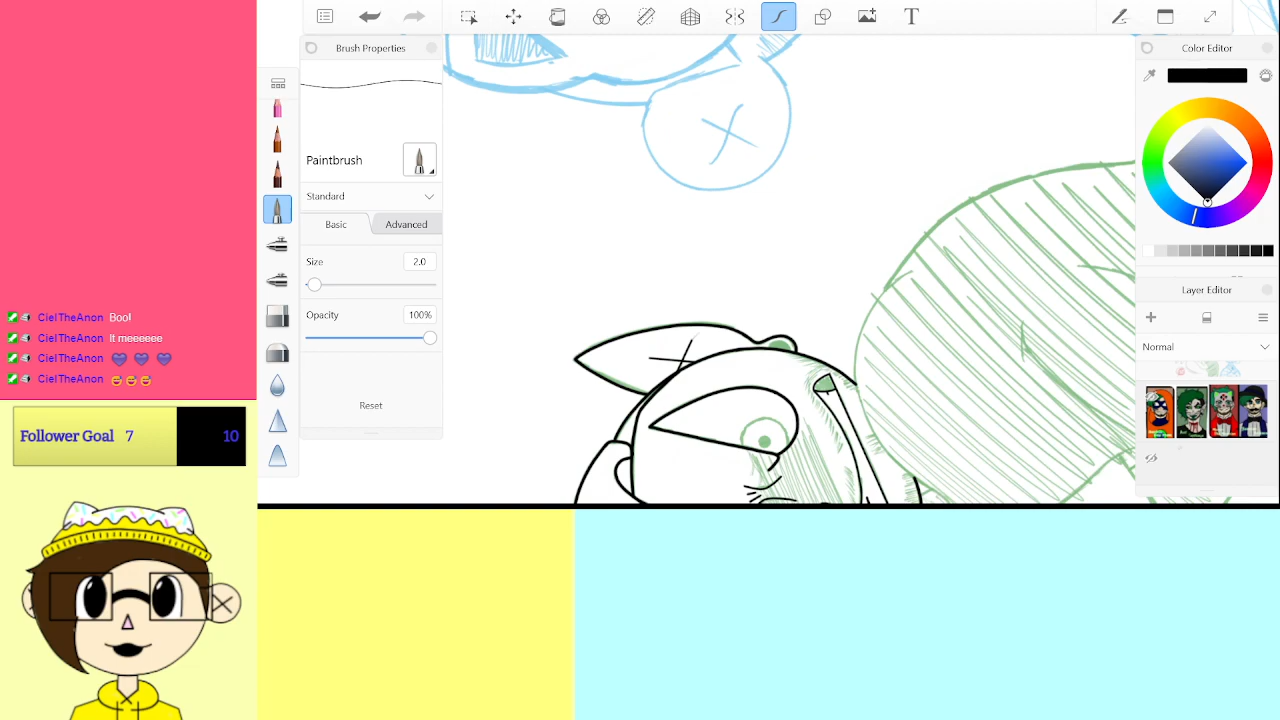 Brush Properties
Color Editor
Paintbrush
Standard
Basic
Advanced
Size
2.0
Opacity
100%
Reset
Layer Editor
Normal
CielTheAnon Boo!
CielTheAnon It meeeeee
CielTheAnon
CielTheAnon
Follower Goal 7 10